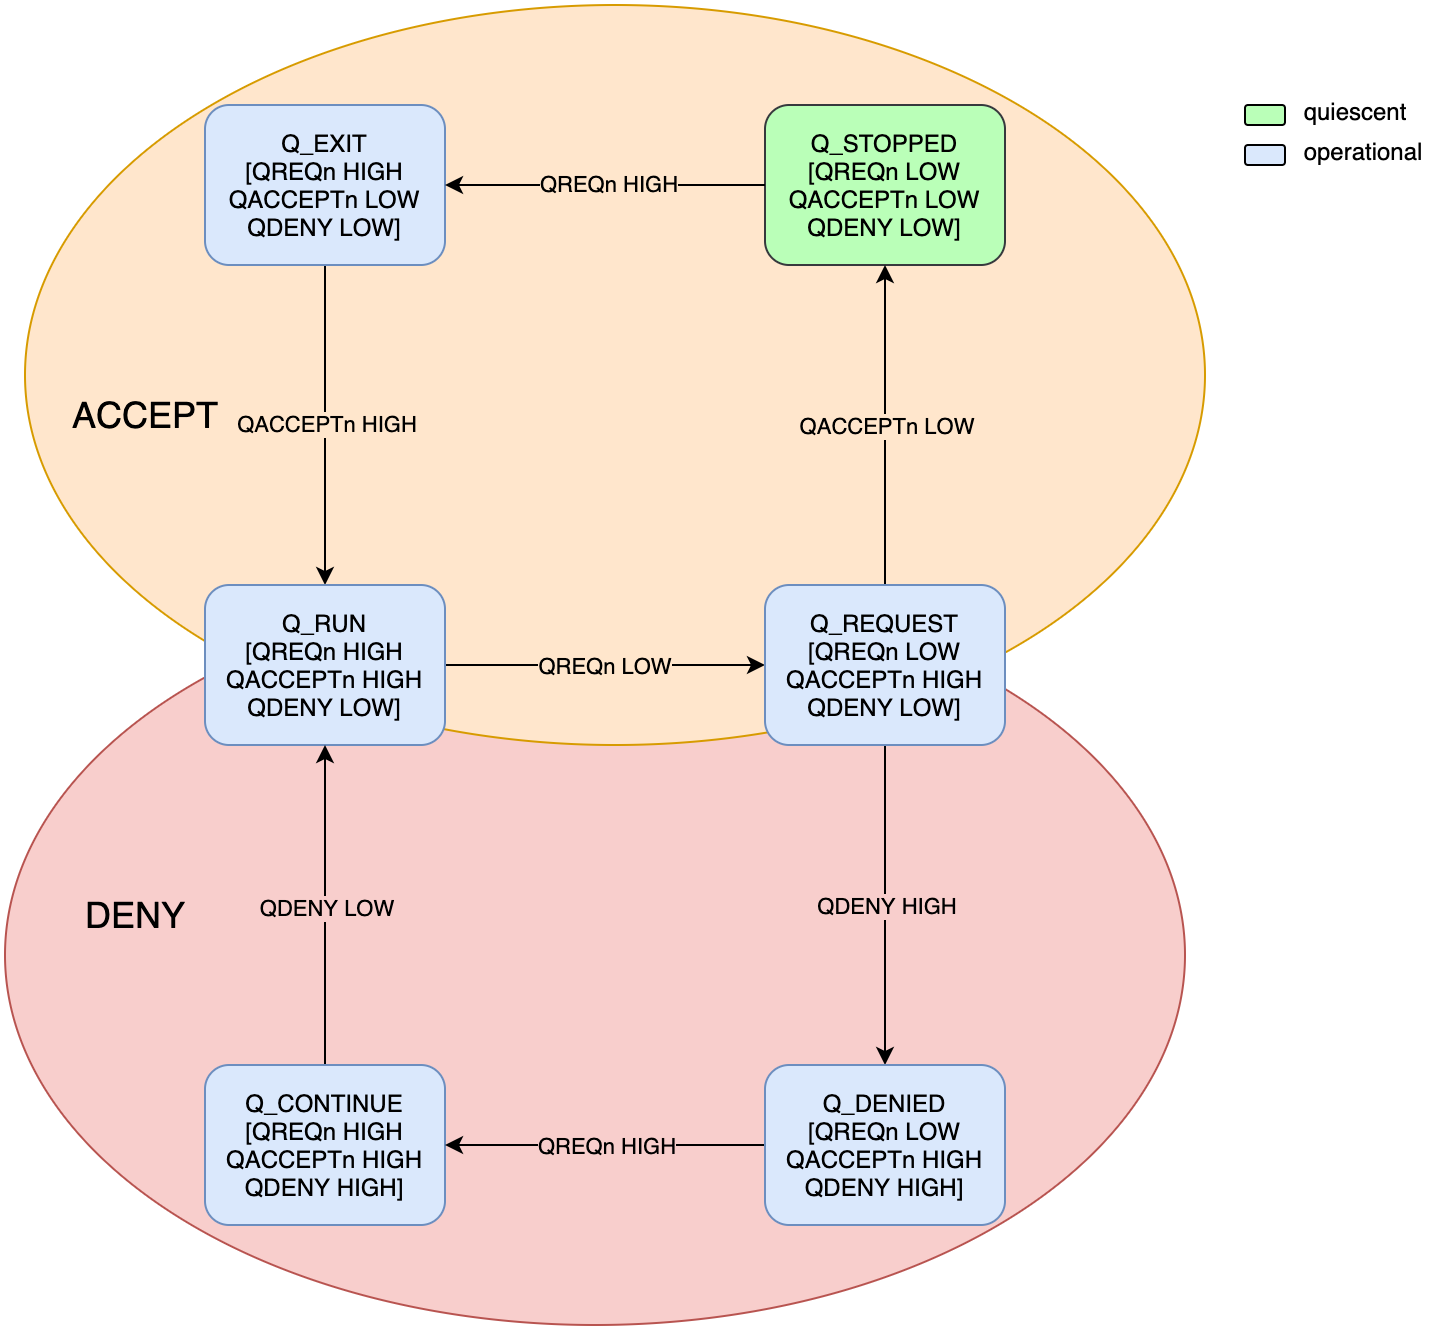 Q_EXIT
[QREQn HIGH
QACCEPTn LOW
QDENY LOW]
QREQn HIGH
Q_STOPPED
[QREQn LOW
QACCEPTn LOW
QDENY LOW]
quiescent
operational
ACCEPT
QACCEPTn HIGH
QACCEPTn LOW
Q_RUN
[QREQn HIGH
QACCEPTn HIGH
QDENY LOW]
QREQn LOW
Q_REQUEST
[QREQn LOW
QACCEPTn HIGH
QDENY LOW]
DENY
QDENY LOW
QDENY HIGH
Q_CONTINUE
[QREQn HIGH
QACCEPTn HIGH
QDENY HIGH]
QREQn HIGH
Q_DENIED
[QREQn LOW
QACCEPTn HIGH
QDENY HIGH]